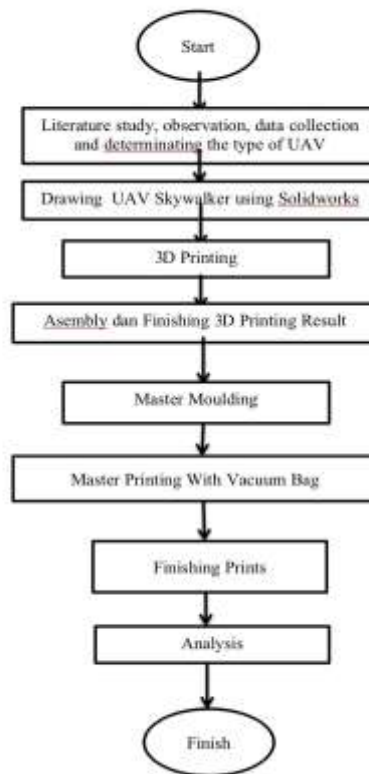 Start
Literature study, observation, data collection
and determinating the type of UAV
Drawing UAV Skywalker using Solidworks
3D Printing
Asembly dan Finishing 3D Printing Result
Master Moulding
Master Printing With Vacuum Bag
Finishing Prints
Analysis
Finish